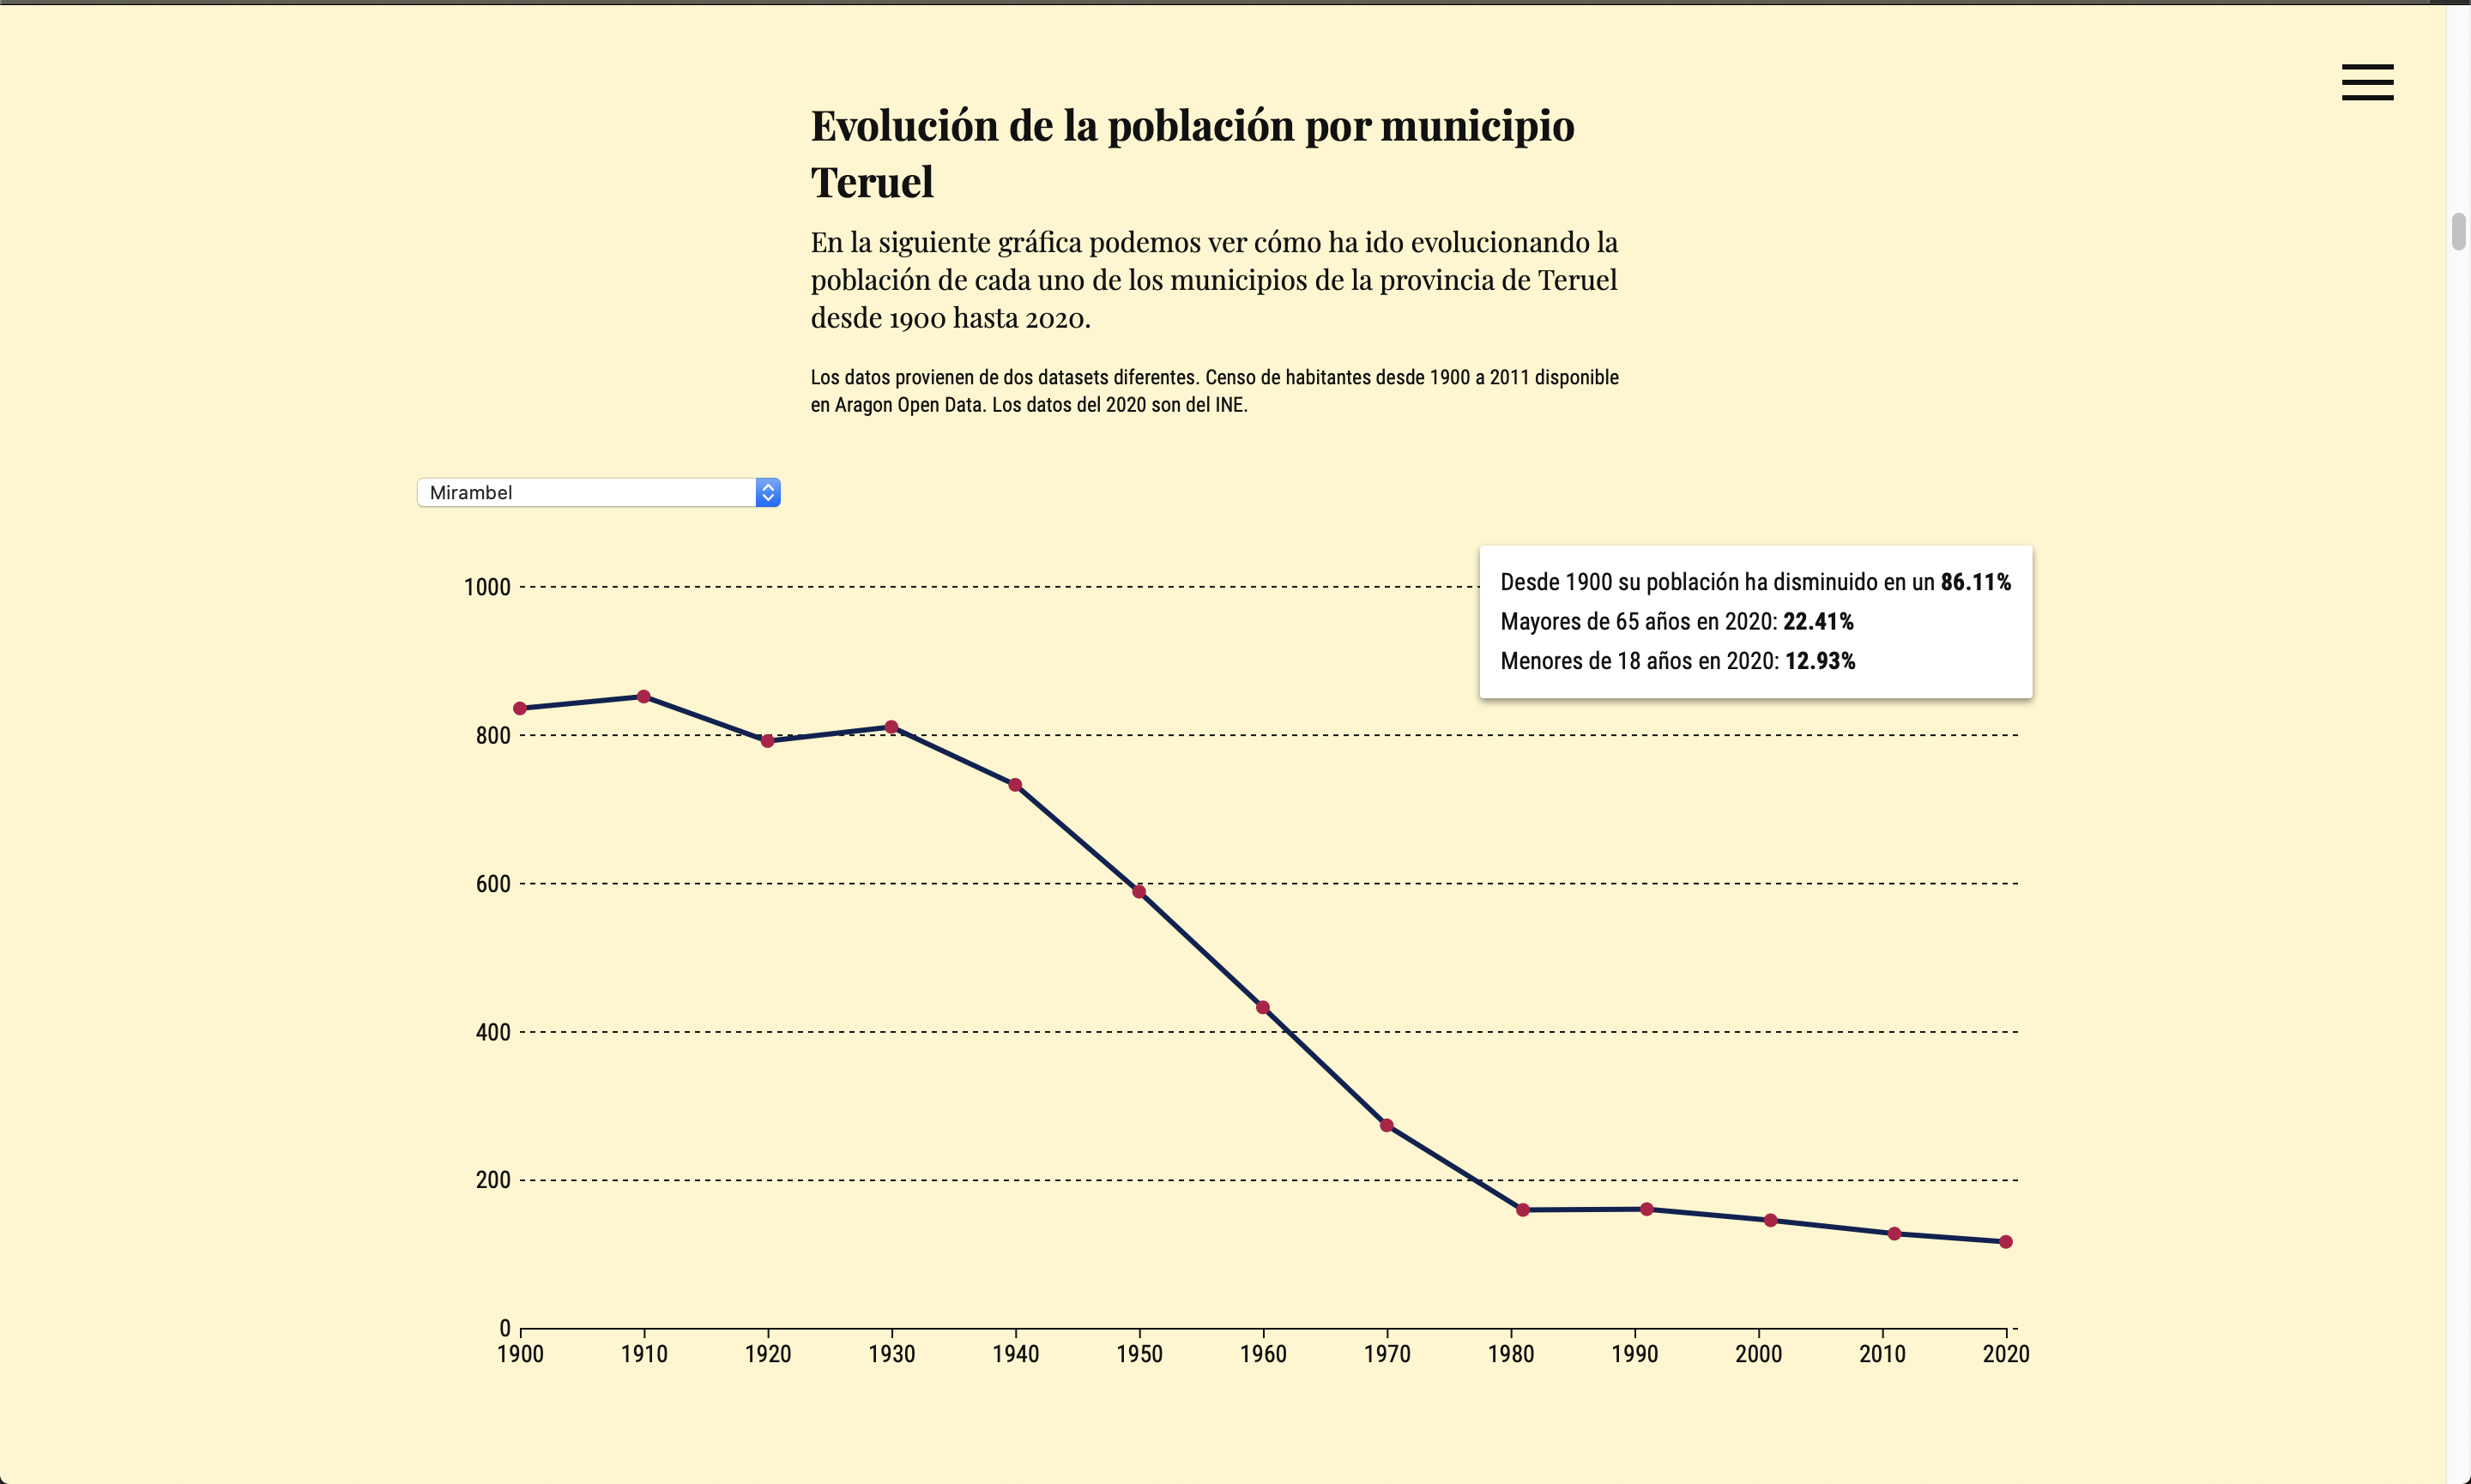 Evolución de la población por municipio
Teruel
En la siguiente gráfica podemos ver cómo ha ido evolucionando la
población de cada uno de los municipios de la provincia de Teruel
desde 1900 hasta 2020.
Los datos provienen de dos datasets diferentes. Censo de habitantes desde 1900 a 2011 disponible
en Aragon Open Data. Los datos del 2020 son del INE.
Mirambel
Desde 1900 su población ha disminuido en un 86.11%
Mayores de 65 años en 2020: 22.41%
Menores de 18 años en 2020: 12.93%
1000
800
600
400
200
0
1900 1910 1920 1930 1940 1950 1960 1970 1980 1990 2000 2010 2020